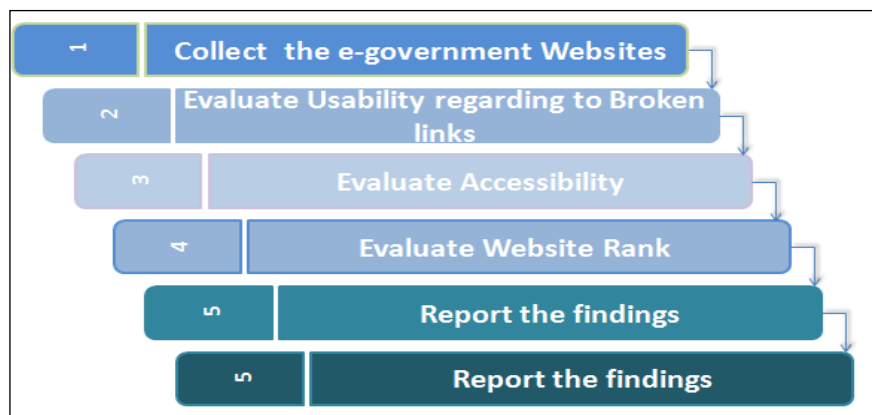 1
Collect the e-government Websites
2
Evaluate Usability regarding to Broken
links
3
Evaluate Accessibility
4
Evaluate Website Rank
5
Report the findings
5
Report the findings